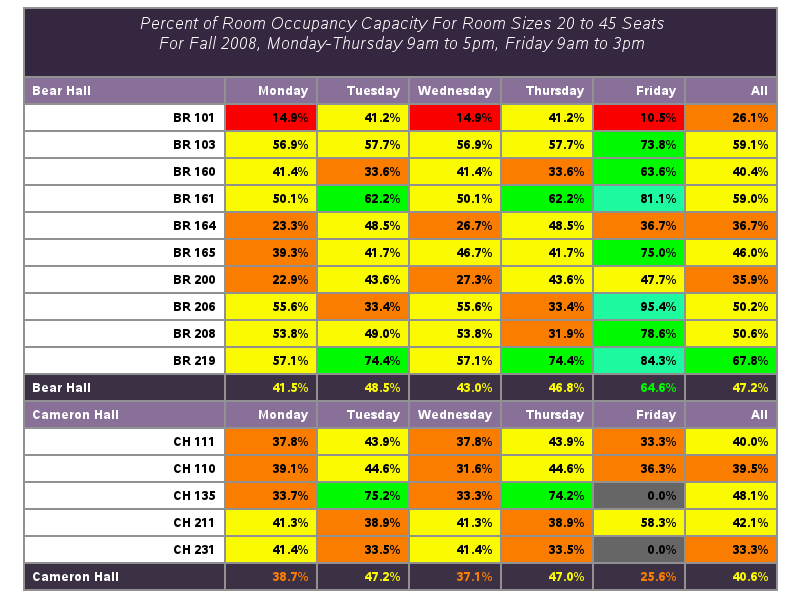 Percent of Room Occupancy Capacity For Room Sizes 20 to 45 Seats
For Fall 2008, Monday-Thursday 9am to 5pm, Friday 9am to 3pm
Bear Hall Monday Tuesday Wednesday Thursday Friday All
BR 101 14.9% 41.2% 14.9% 41.2% 10.5% 26.1%
BR 103 56.9% 57.7% 56.9% 57.7% 73.8% 59.1%
BR 160 41.4% 33.6% 41.4% 33.6% 63.6% 40.4%
BR 161 50.1% 62.2% 50.1% 62.2% 81.1% 59.0%
BR 164 23.3% 48.5% 26.7% 48.5% 36.7% 36.7%
BR 165 39.3% 41.7% 46.7% 41.7% 75.0% 46.0%
BR 200 22.9% 43.6% 27.3% 43.6% 47.7% 35.9%
BR 206 55.6% 33.4% 55.6% 33.4% 95.4% 50.2%
BR 208 53.8% 49.0% 53.8% 31.9% 78.6% 50.6%
BR 219 57.1% 74.4% 57.1% 74.4% 84.3% 67.8%
Bear Hall 41.5% 48.5% 43.0% 46.8% 64.6% 47.2%
Cameron Hall Monday Tuesday Wednesday Thursday Friday All
CH 111 37.8% 43.9% 37.8% 43.9% 33.3% 40.0%
CH 110 39.1% 44.6% 31.6% 44.6% 36.3% 39.5%
CH 135 33.7% 75.2% 33.3% 74.2% 0.0% 48.1%
CH 211 41.3% 38.9% 41.3% 38.9% 58.3% 42.1%
CH 231 41.4% 33.5% 41.4% 33.5% 0.0% 33.3%
Cameron Hall 38.7% 47.2% 37.1% 47.0% 25.6% 40.6%